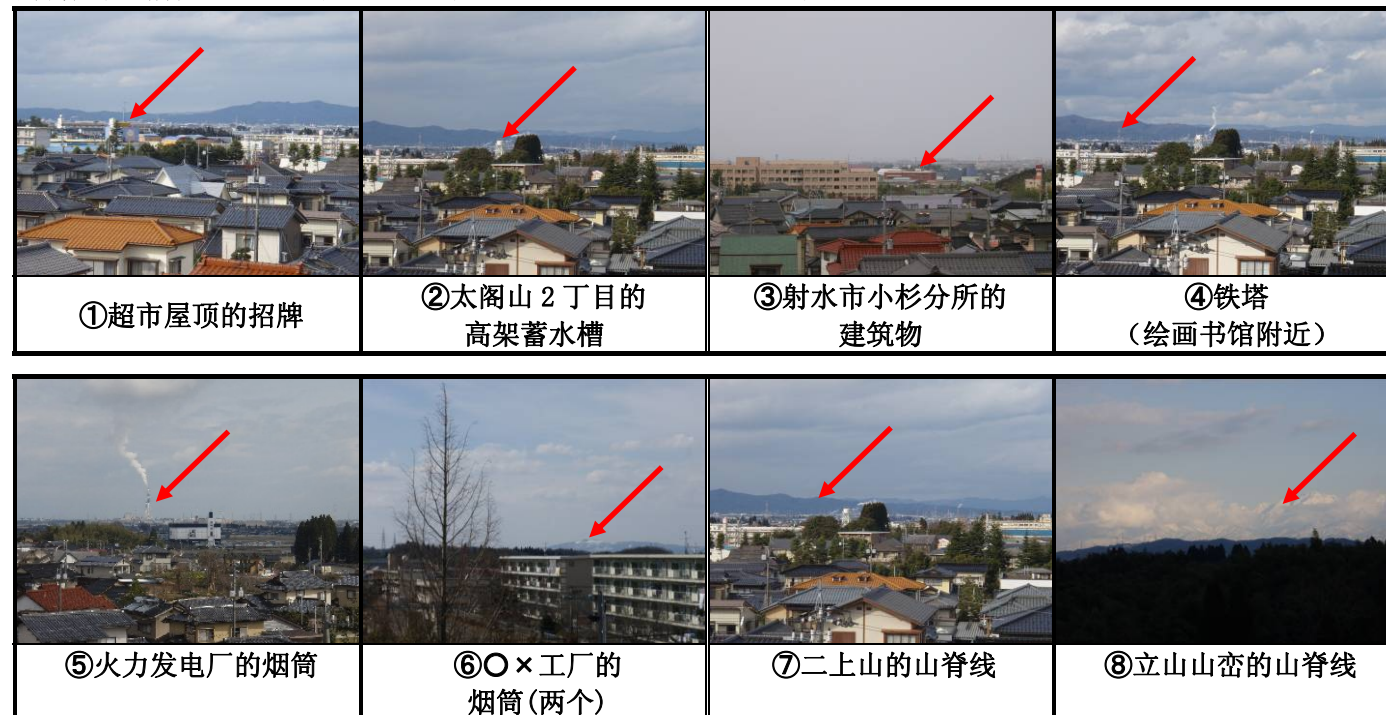 ①超市屋顶的招牌
②太阁山２丁目的
高架蓄水槽
③射水市小杉分所的
建筑物
④铁塔
（绘画书馆附近）
⑤火力发电厂的烟筒
⑥○×工厂的
烟筒(两个)
⑦二上山的山脊线
⑧立山山峦的山脊线